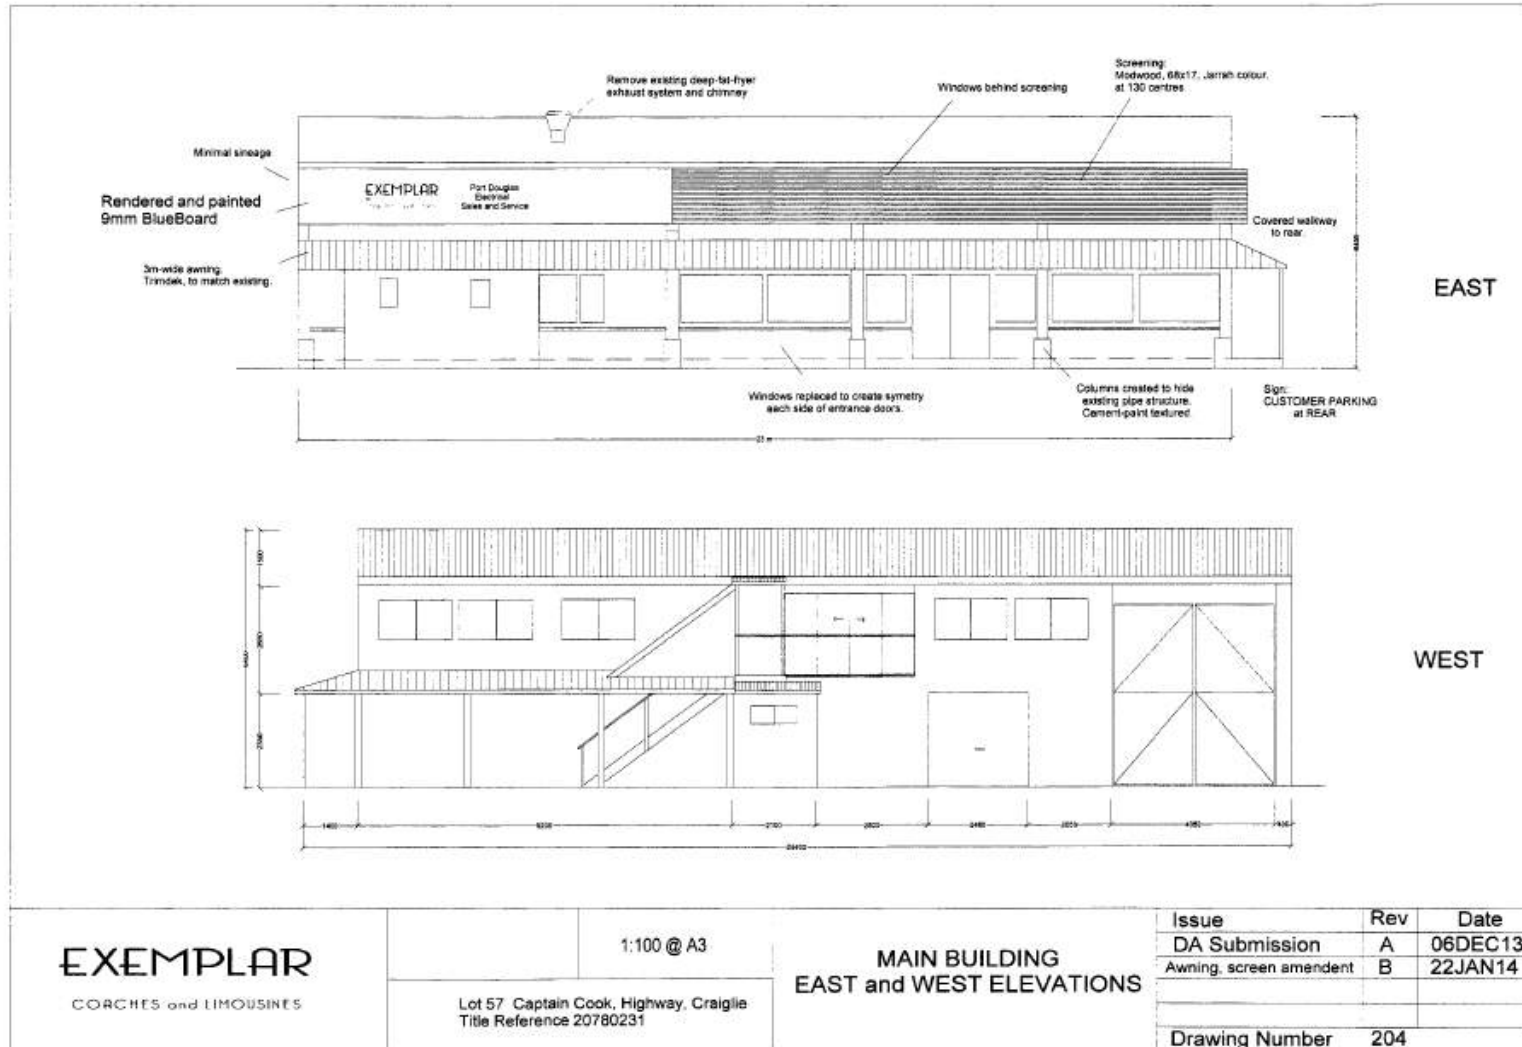 Remove existing deep-fat-fryer
exhaust system and chimney
Windows behind screening
Screening:
Modwood, 68x17, Jarrah colour,
at 130 centres
Minimal sineage
Rendered and painted
9mm BlueBoard
EXEMPLAR
Port Douglas
Electrical
Sales and Service
3m-wide awning.
Trimdek, to match existing.
Covered walkway
to rear.
EAST
Windows replaced to create symetry
each side of entrance doors.
Columns created to hide
existing pipe structure.
Cement-paint textured
Sign:
CUSTOMER PARKING
at REAR
WEST
EXEMPLAR
COACHES and LIMOUSINES
1:100 @ A3
Lot 57 Captain Cook, Highway, Craiglie
Title Reference 20780231
MAIN BUILDING
EAST and WEST ELEVATIONS
Issue Rev Date
DA Submission A 06DEC13
Awning, screen amendent B 22JAN14
Drawing Number 204